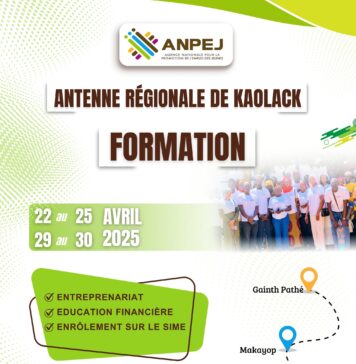 ANPEJ
AGENCE NATIONALE POUR LA
PROMOTION DE L'EMPLOI DES JEUNES
ANTENNE RÉGIONALE DE KAOLACK
FORMATION
22 au 25 AVRIL
29 au 30 2025
ENTREPRENARIAT
EDUCATION FINANCIÈRE
ENRÔLEMENT SUR LE SIME
Gainth Pathé
Makayop